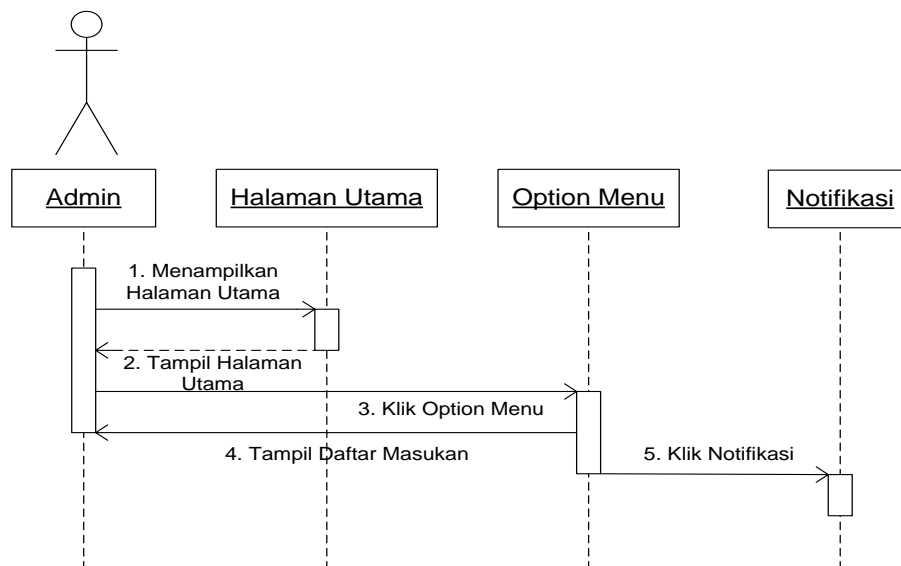 Admin
Halaman Utama
Option Menu
Notifikasi
1. Menampilkan
Halaman Utama
2. Tampil Halaman
Utama
3. Klik Option Menu
4. Tampil Daftar Masukan
5. Klik Notifikasi